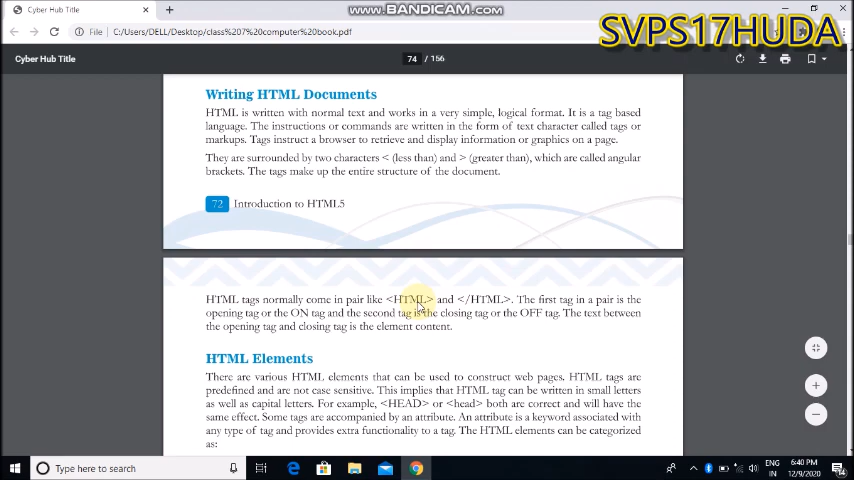 Cyber Hub Title
www.BANDICAM.com
SVPS17HUDA
File C:/Users/DELL/Desktop/class%207%20computer%20book.pdf
Cyber Hub Title
74 / 156
Writing HTML Documents
HTML is written with normal text and works in a very simple, logical format. It is a tag based
language. The instructions or commands are written in the form of text character called tags or
markups. Tags instruct a browser to retrieve and display information or graphics on a page.
They are surrounded by two characters < (less than) and > (greater than), which are called angular
brackets. The tags make up the entire structure of the document.
72 Introduction to HTML5
HTML tags normally come in pair like <HTML> and </HTML>. The first tag in a pair is the
opening tag or the ON tag and the second tag is the closing tag or the OFF tag. The text between
the opening tag and closing tag is the element content.
HTML Elements
There are various HTML elements that can be used to construct web pages. HTML tags are
predefined and are not case sensitive. This implies that HTML tag can be written in small letters
as well as capital letters. For example, <HEAD> or <head> both are correct and will have the
same effect. Some tags are accompanied by an attribute. An attribute is a keyword associated with
any type of tag and provides extra functionality to a tag. The HTML elements can be categorized
as:
Type here to search
ENG
IN
6:40 PM
12/9/2020
14